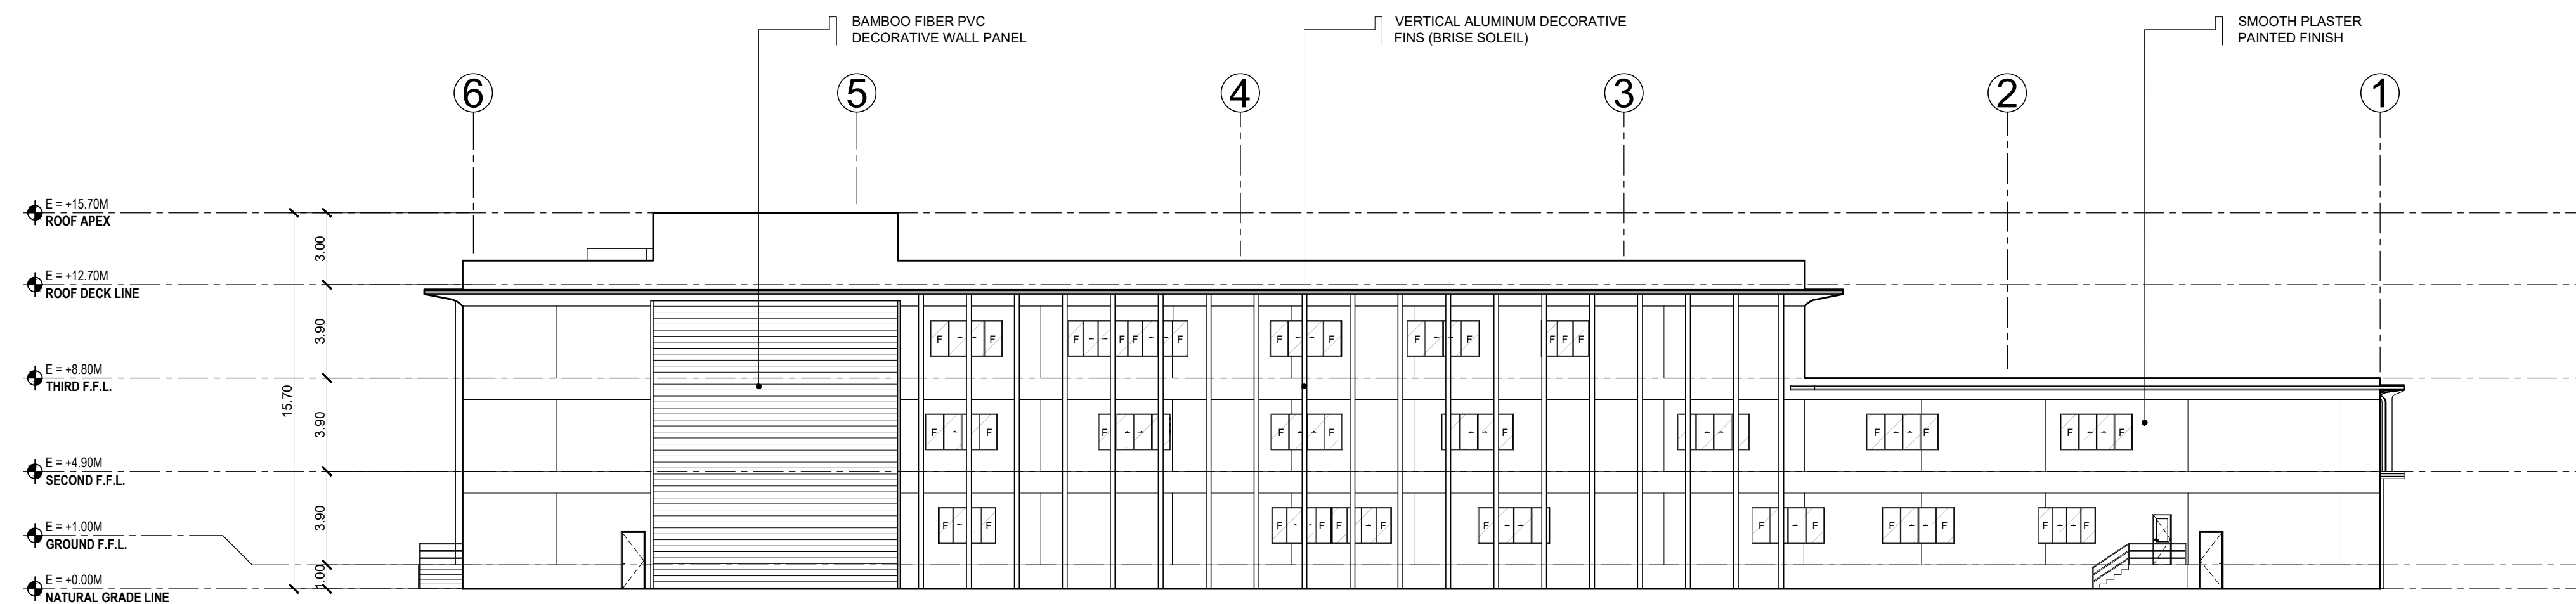 BAMBOO FIBER PVC
DECORATIVE WALL PANEL
VERTICAL ALUMINUM DECORATIVE
FINS (BRISE SOLEIL)
SMOOTH PLASTER
PAINTED FINISH
6
5
4
3
2
1
E = +15.70M
ROOF APEX
3.00
E = +12.70M
ROOF DECK LINE
3.90
F F F F F F F F F F F F F
E = +8.80M
THIRD F.F.L.
15.70
3.90
F F F F F F F F F F F F
E = +4.90M
SECOND F.F.L.
3.90
F F F F F F F F F F F F F
E = +1.00M
GROUND F.F.L.
1.00
E = +0.00M
NATURAL GRADE LINE